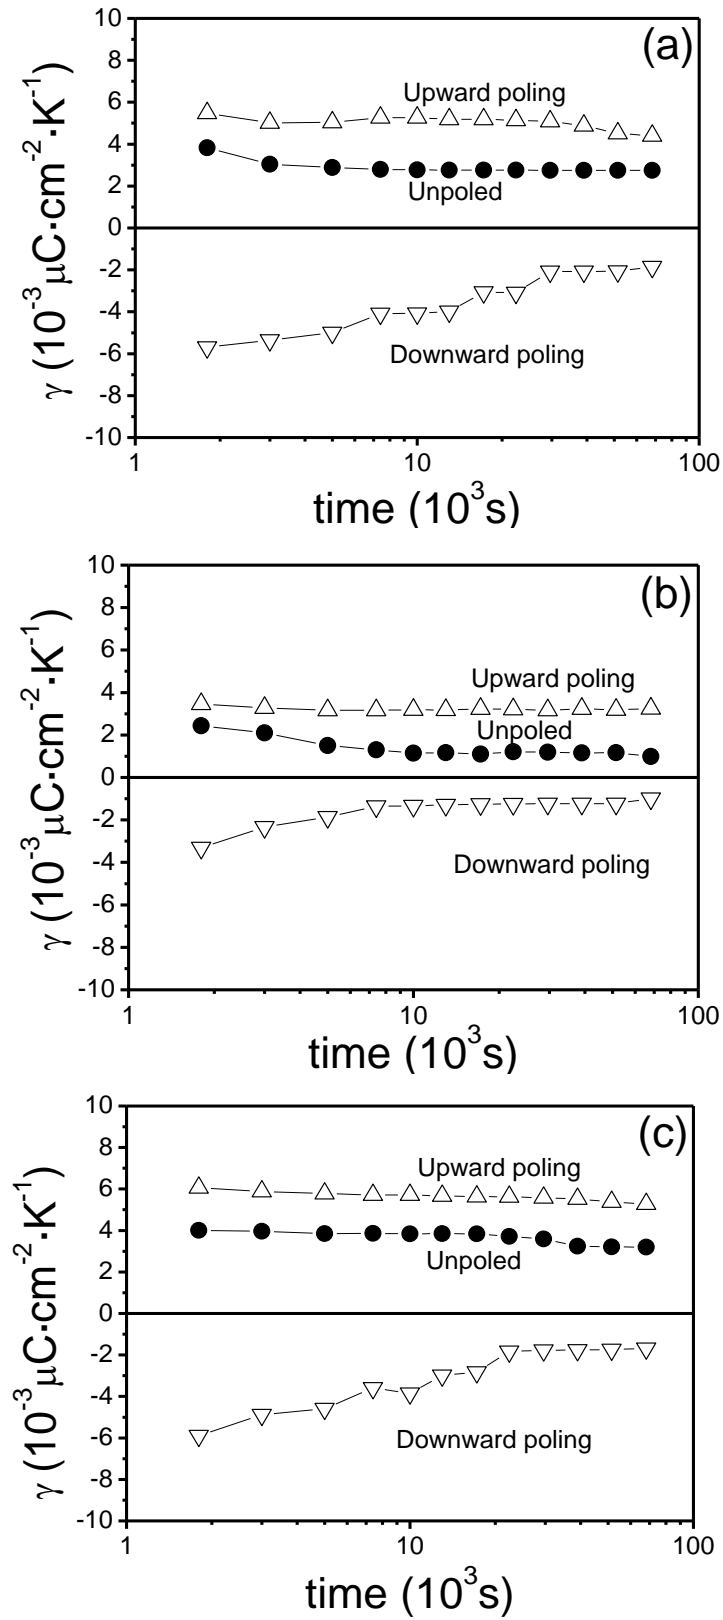 (a)
10
8
6
4
2
0
-2
-4
-6
-8
-10
γ (10⁻³ μC·cm⁻²·K⁻¹)
Upward poling
Unpoled
Downward poling
1 10 100
time (10³s)
(b)
10
8
6
4
2
0
-2
-4
-6
-8
-10
γ (10⁻³ μC·cm⁻²·K⁻¹)
Upward poling
Unpoled
Downward poling
1 10 100
time (10³s)
(c)
10
8
6
4
2
0
-2
-4
-6
-8
-10
γ (10⁻³ μC·cm⁻²·K⁻¹)
Upward poling
Unpoled
Downward poling
1 10 100
time (10³s)